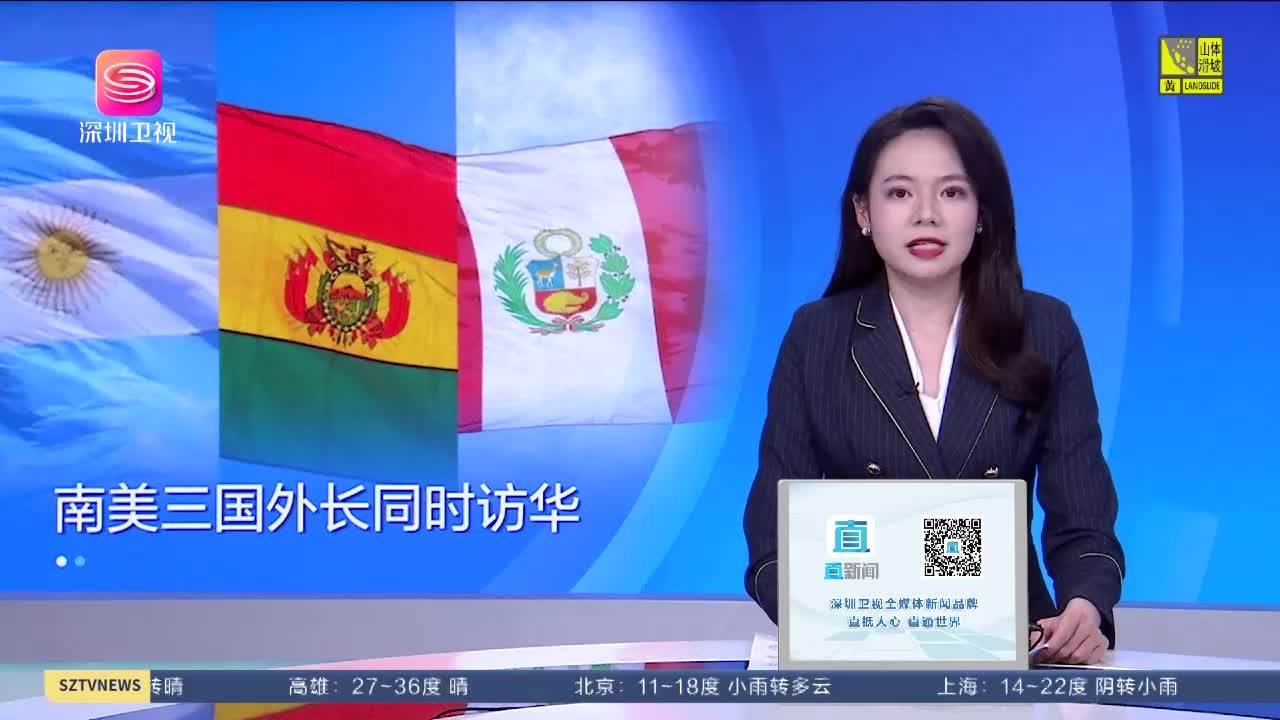 深圳卫视
山体
滑坡
黄 LANDSLIDE
南美三国外长同时访华
直
直新闻
深圳卫视全媒体新闻品牌
直抵人心 直通世界
SZTVNEWS 转晴 高雄：27~36度 晴 北京：11~18度 小雨转多云 上海：14~22度 阴转小雨